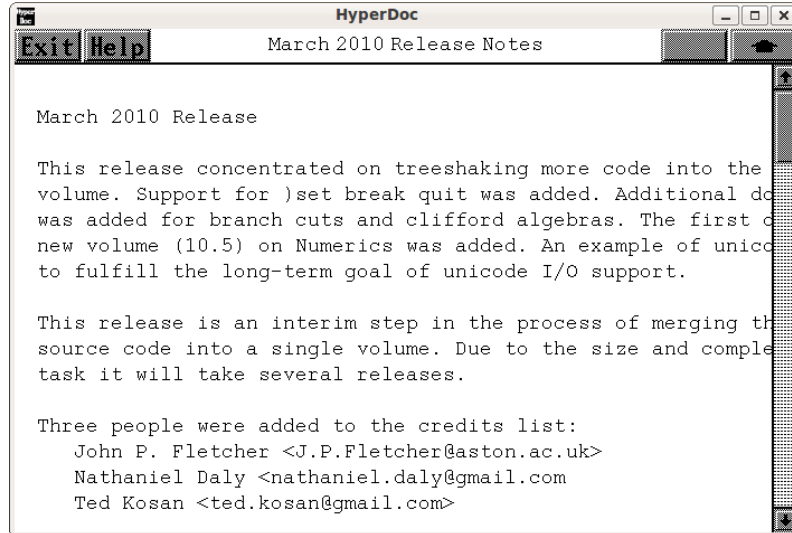 HyperDoc
Exit Help March 2010 Release Notes
March 2010 Release
This release concentrated on treeshaking more code into the
volume. Support for )set break quit was added. Additional
was added for branch cuts and clifford algebras. The first
new volume (10.5) on Numerics was added. An example of
to fulfill the long-term goal of unicode I/O support.
This release is an interim step in the process of merging
source code into a single volume. Due to the size and
task it will take several releases.
Three people were added to the credits list:
John P. Fletcher <J.P.Fletcher@aston.ac.uk>
Nathaniel Daly <nathaniel.daly@gmail.com
Ted Kosan <ted.kosan@gmail.com>